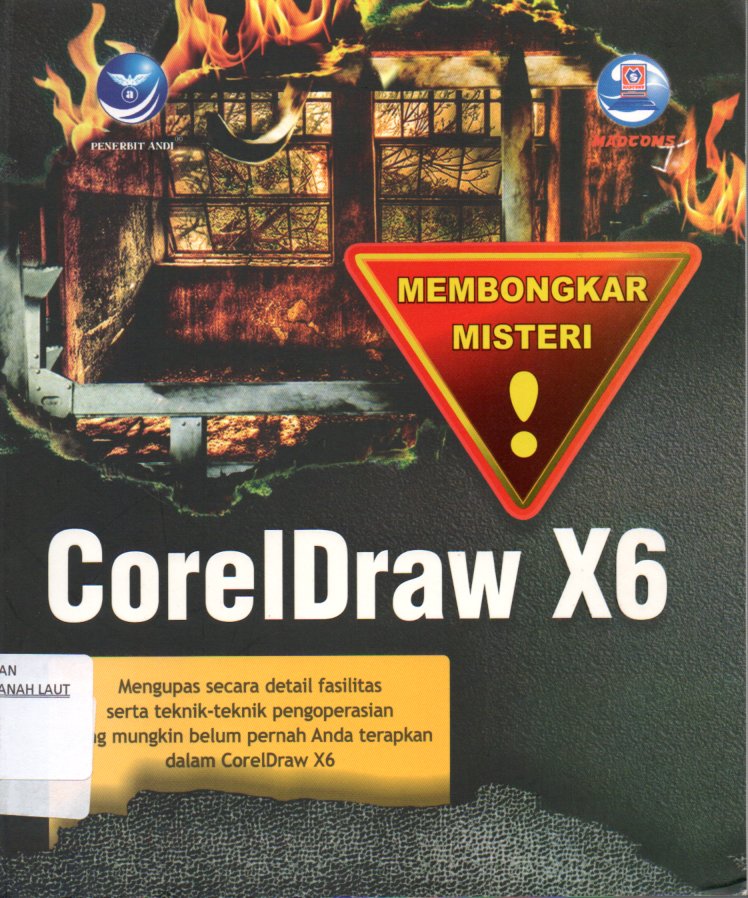 PENERBIT ANDI
MADCOMS
MEMBONGKAR
MISTERI
!
CorelDraw X6
AN
ANAH LAUT
Mengupas secara detail fasilitas
serta teknik-teknik pengoperasian
g mungkin belum pernah Anda terapkan
dalam CorelDraw X6